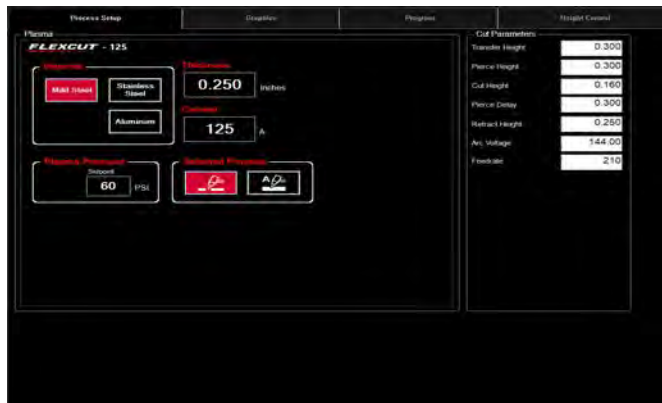 Process Setup
Graphics
Program
Height Control
Plasma
FLEXCUT - 125
Material
Mild Steel
Stainless
Steel
Aluminum
Thickness
0.250 Inches
Current
125 A
Plasma Pressure
Setpoint
60 PSI
Selected Process
A
Cut Parameters
Transfer Height 0.300
Pierce Height 0.300
Cut Height 0.160
Pierce Delay 0.300
Retract Height 0.250
Arc Voltage 144.00
Feedrate 210